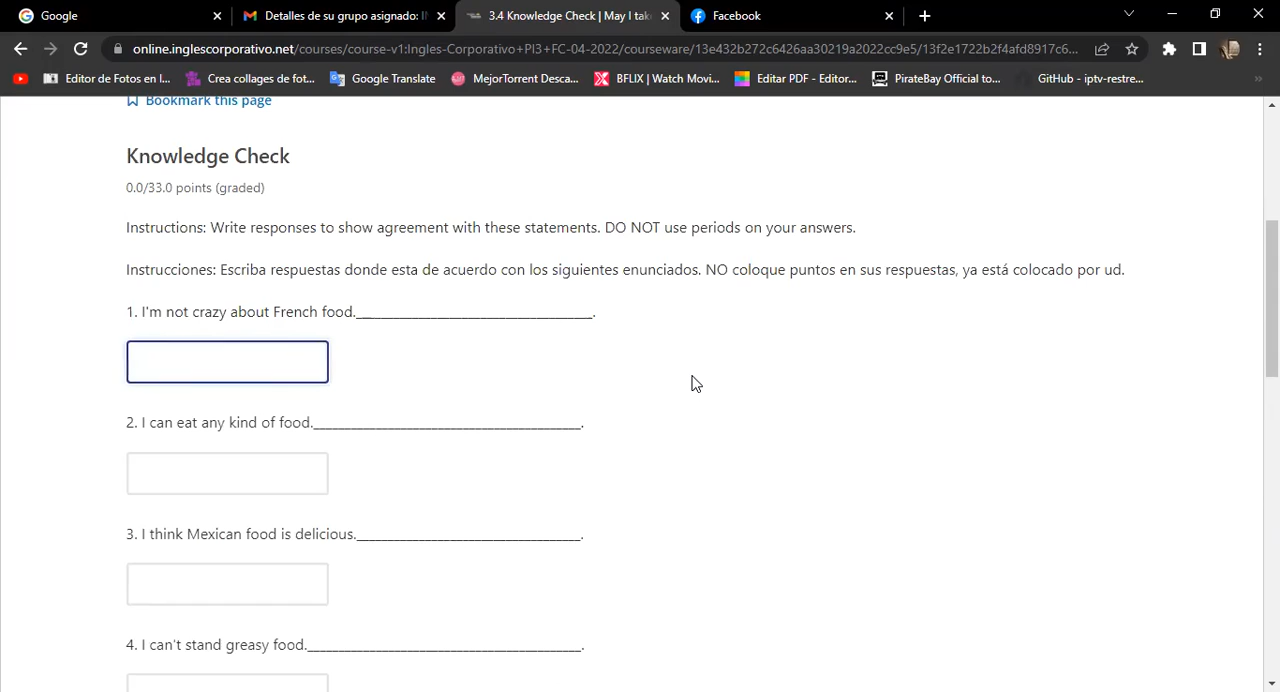 Google
Detalles de su grupo asignado: I
3.4 Knowledge Check | May I tak
Facebook
online.inglescorporativo.net/courses/course-v1:Ingles-Corporativo+PI3+FC-04-2022/courseware/13e432b272c6426aa30219a2022cc9e5/13f2e1722b2f4afd8917c6...
Editor de Fotos en l...
Crea collages de fot...
Google Translate
MejorTorrent Desca...
BFLIX | Watch Movi...
Editar PDF - Editor...
PirateBay Official to...
GitHub - iptv-restre...
Bookmark this page
Knowledge Check
0.0/33.0 points (graded)
Instructions: Write responses to show agreement with these statements. DO NOT use periods on your answers.
Instrucciones: Escriba respuestas donde esta de acuerdo con los siguientes enunciados. NO coloque puntos en sus respuestas, ya está colocado por ud.
1. I'm not crazy about French food.____________________________.
2. I can eat any kind of food.________________________________.
3. I think Mexican food is delicious.___________________________.
4. I can't stand greasy food._________________________________.